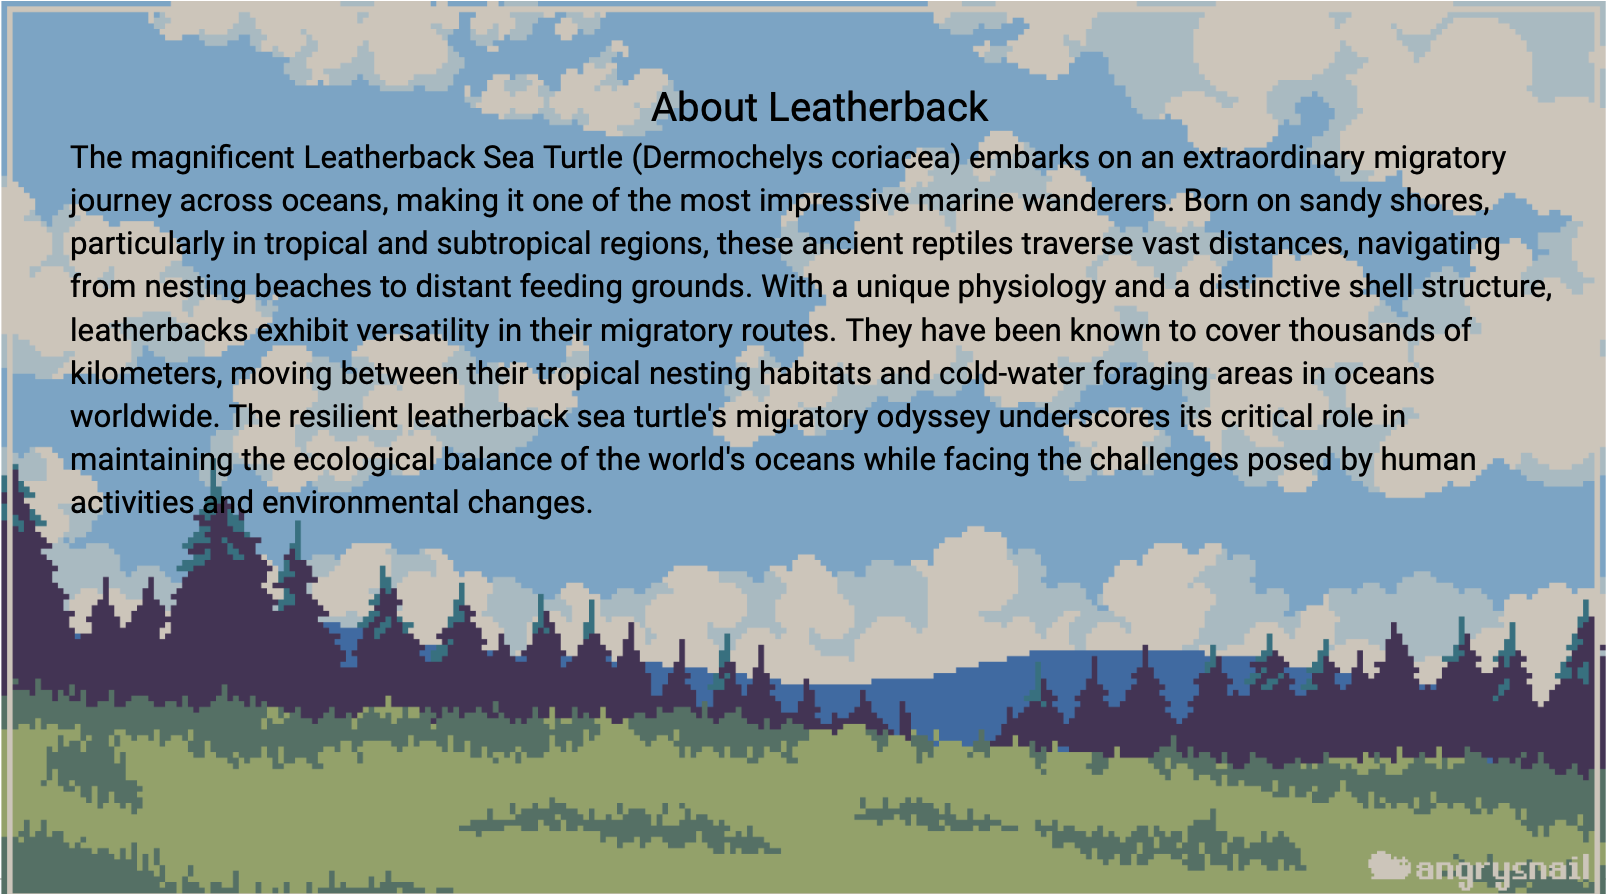 About Leatherback
The magnificent Leatherback Sea Turtle (Dermochelys coriacea) embarks on an extraordinary migratory
journey across oceans, making it one of the most impressive marine wanderers. Born on sandy shores,
particularly in tropical and subtropical regions, these ancient reptiles traverse vast distances, navigating
from nesting beaches to distant feeding grounds. With a unique physiology and a distinctive shell structure,
leatherbacks exhibit versatility in their migratory routes. They have been known to cover thousands of
kilometers, moving between their tropical nesting habitats and cold-water foraging areas in oceans
worldwide. The resilient leatherback sea turtle's migratory odyssey underscores its critical role in
maintaining the ecological balance of the world's oceans while facing the challenges posed by human
activities and environmental changes.
angrysnail